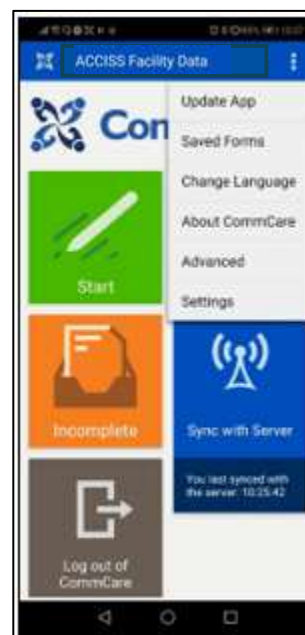 ACCISS Facility Data
Com
Update App
Saved Forms
Change Language
About CommCare
Advanced
Settings
Start
Incomplete
Sync with Server
You last synced with
the server: 10:25:42
Log out of
CommCare